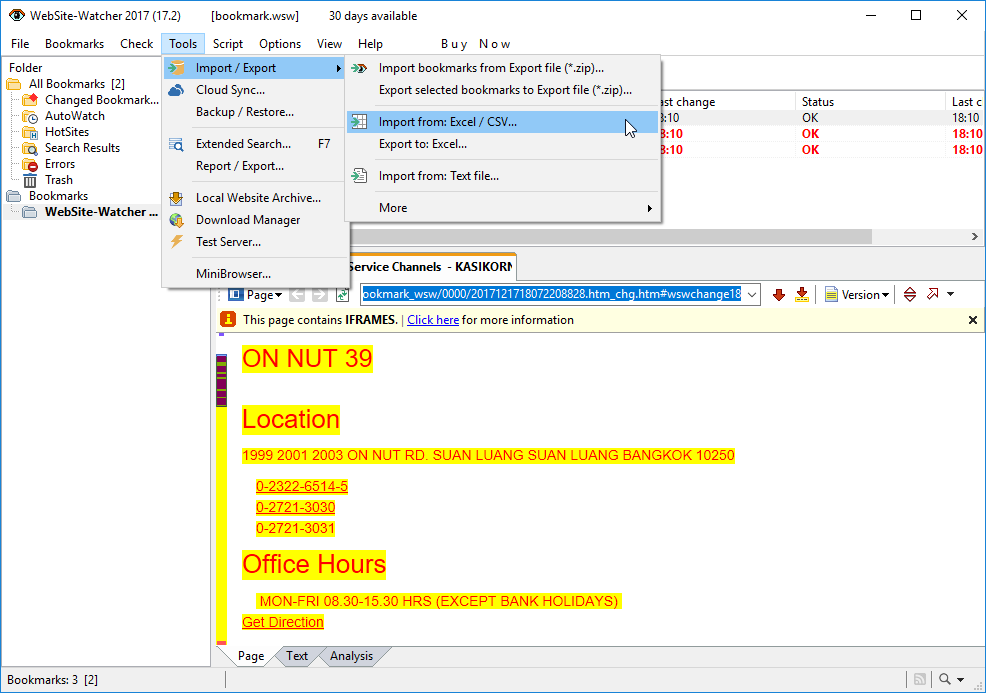 WebSite-Watcher 2017 (17.2) [bookmark.wsw] 30 days available
File Bookmarks Check Tools Script Options View Help Buy Now
Folder
All Bookmarks [2]
Changed Bookmark...
AutoWatch
HotSites
Search Results
Errors
Trash
Bookmarks
WebSite-Watcher ...
Import / Export
Cloud Sync...
Backup / Restore...
Extended Search... F7
Report / Export...
Local Website Archive...
Download Manager
Test Server...
MiniBrowser...
Import bookmarks from Export file (*.zip)...
Export selected bookmarks to Export file (*.zip)...
Import from: Excel / CSV...
Export to: Excel...
Import from: Text file...
More
ast change Status Last c
8:10 OK 18:10
8:10 OK 18:10
8:10 OK 18:10
Service Channels - KASIKORN
Page ookmark_wsw/0000/2017121718072208828.htm_chg.htm#wswchange18 Version
This page contains IFRAMES. | Click here for more information
ON NUT 39
Location
1999 2001 2003 ON NUT RD. SUAN LUANG SUAN LUANG BANGKOK 10250
0-2322-6514-5
0-2721-3030
0-2721-3031
Office Hours
MON-FRI 08.30-15.30 HRS (EXCEPT BANK HOLIDAYS)
Get Direction
Page Text Analysis
Bookmarks: 3 [2]